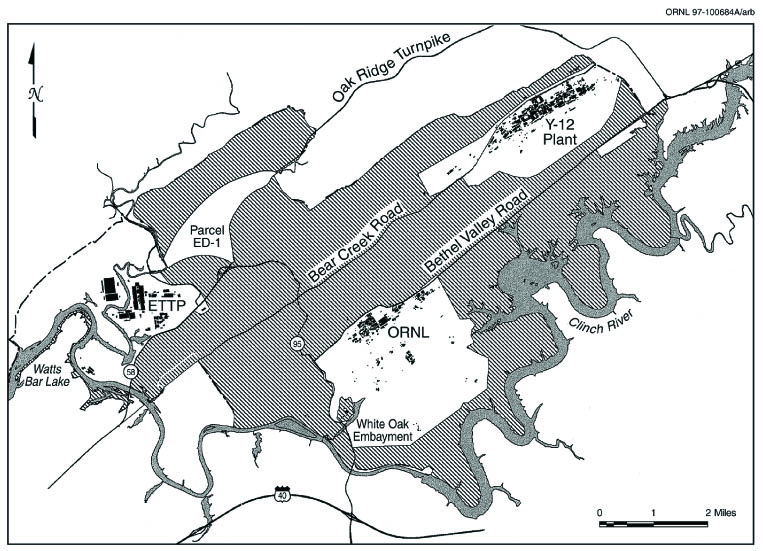 ORNL 97-100684A/arb
N
Oak Ridge Turnpike
Y-12
Plant
Parcel
ED-1
Bear Creek Road
Bethel Valley Road
ETTP
Clinch River
ORNL
95
Watts
Bar Lake
58
White Oak
Embayment
40
0 1 2 Miles